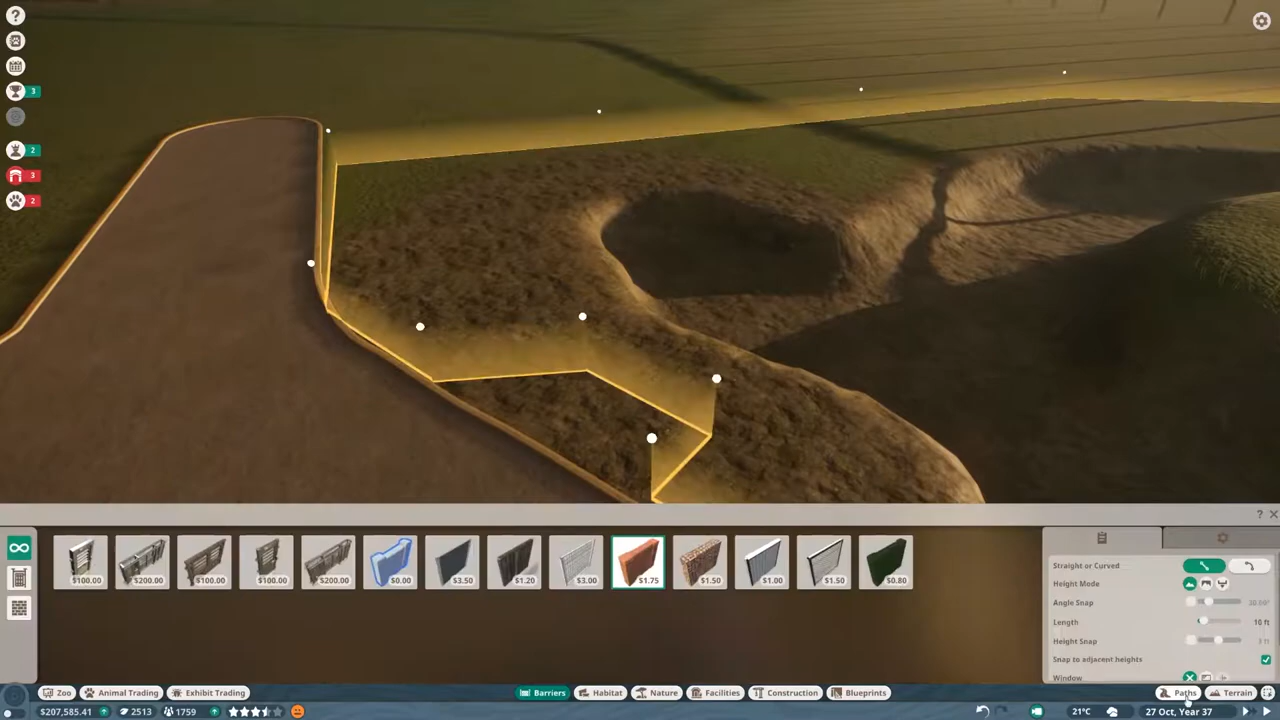 ?
3
2
3
2
?
$100.00
$200.00
$100.00
$100.00
$200.00
$0.00
$3.50
$1.20
$3.00
$1.75
$1.50
$1.00
$1.50
$0.80
Straight or Curved
Height Mode
Angle Snap
Length 10 ft
Height Snap 3 ft
Snap to adjacent heights
Window
Zoo Animal Trading Exhibit Trading Barriers Habitat Nature Facilities Construction Blueprints Paths Terrain
$207,585.41 2513 1759 21°C 27 Oct, Year 37